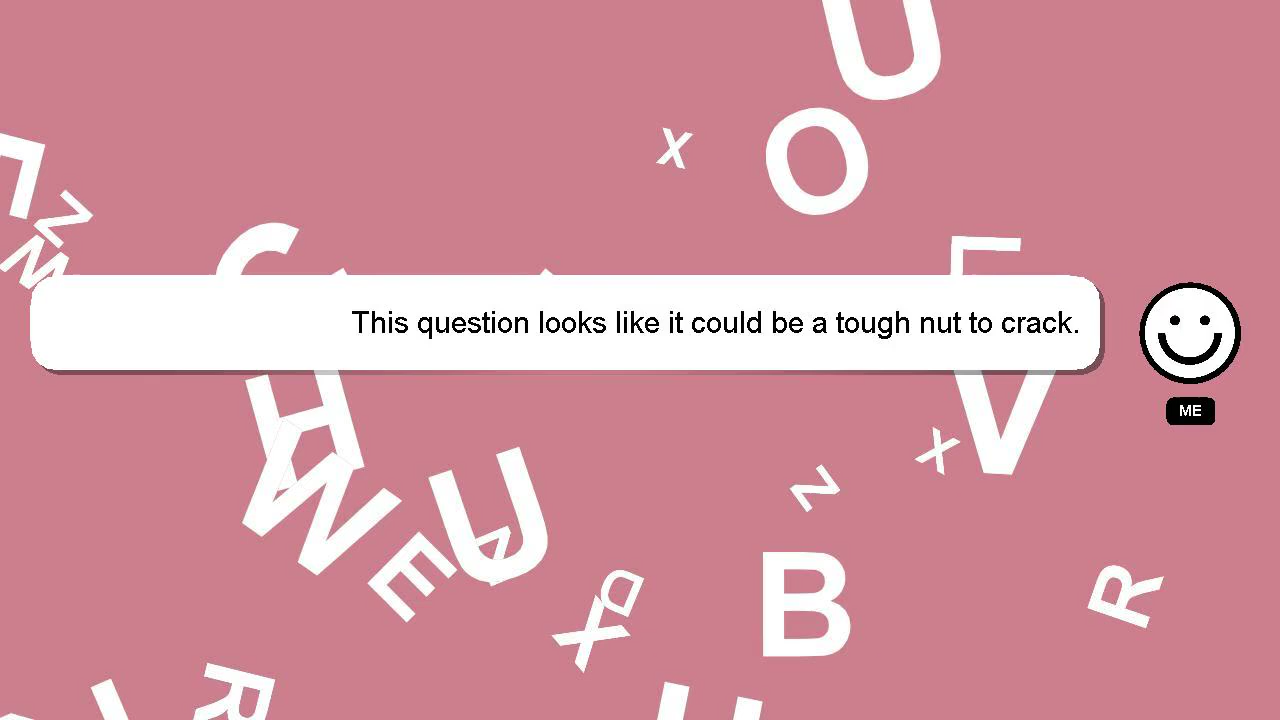 This question looks like it could be a tough nut to crack.
ME
U
O
X
L
Z
M
C
L
H
W
E
U
Z
D
X
N
X
V
B
R
R